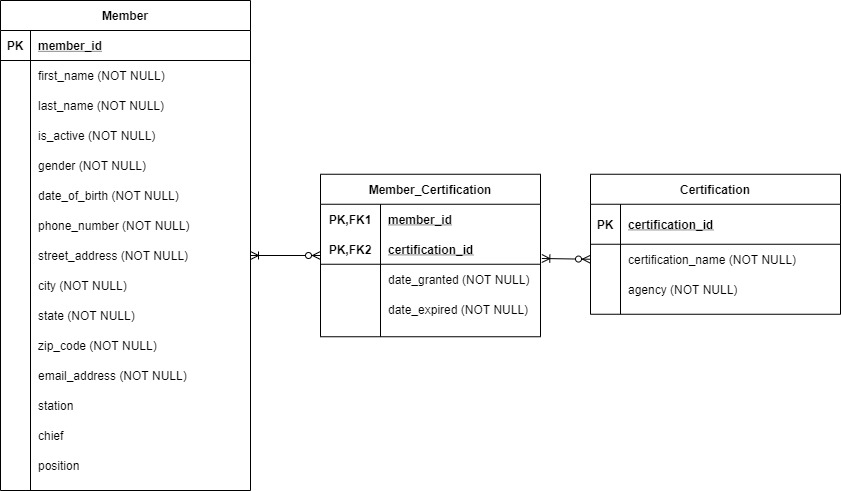 Member
PK member_id
first_name (NOT NULL)
last_name (NOT NULL)
is_active (NOT NULL)
gender (NOT NULL)
date_of_birth (NOT NULL)
phone_number (NOT NULL)
street_address (NOT NULL)
city (NOT NULL)
state (NOT NULL)
zip_code (NOT NULL)
email_address (NOT NULL)
station
chief
position
Member_Certification
PK,FK1 member_id
PK,FK2 certification_id
date_granted (NOT NULL)
date_expired (NOT NULL)
Certification
PK certification_id
certification_name (NOT NULL)
agency (NOT NULL)